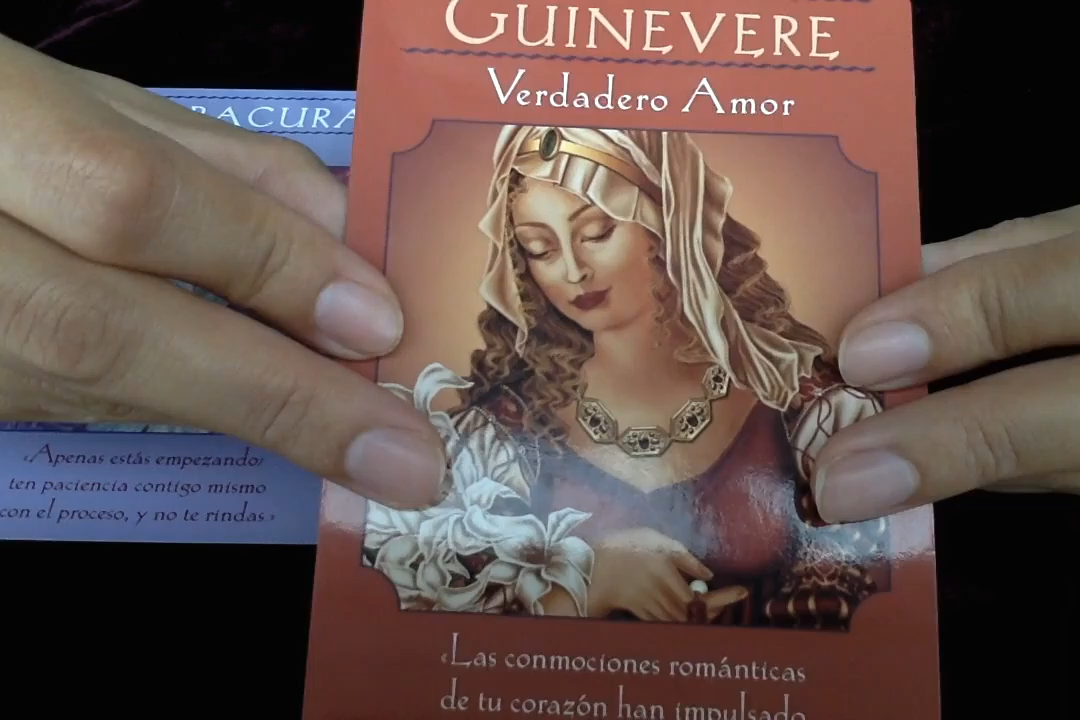 GUINEVERE
Verdadero Amor
«Las conmociones románticas
de tu corazón han impulsado
RACURA
«Apenas estás empezando;
ten paciencia contigo mismo
con el proceso, y no te rindas.»